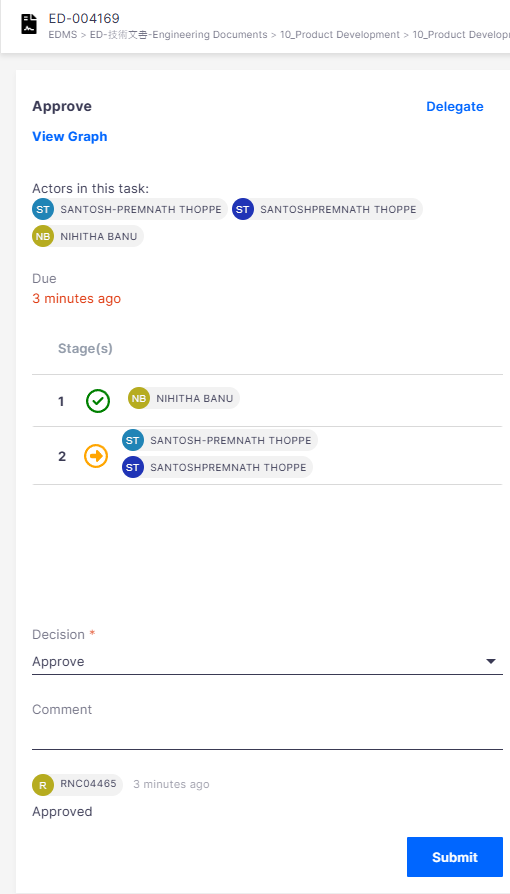 ED-004169
EDMS > ED-技術文書-Engineering Documents > 10_Product Development > 10_Product Develop
Approve
Delegate
View Graph
Actors in this task:
ST SANTOSH-PREMNATH THOPPE ST SANTOSHPREMNATH THOPPE
NB NIHITHA BANU
Due
3 minutes ago
Stage(s)
1 NB NIHITHA BANU
2 ST SANTOSH-PREMNATH THOPPE
ST SANTOSHPREMNATH THOPPE
Decision *
Approve
Comment
R RNC04465 3 minutes ago
Approved
Submit